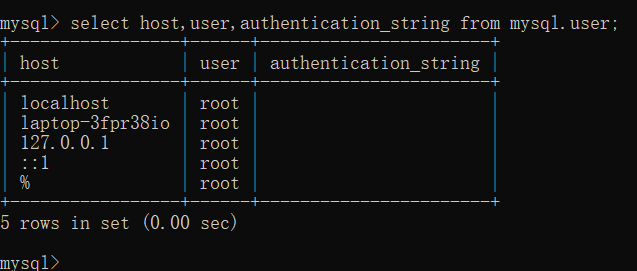 mysql> select host,user,authentication_string from mysql.user;
+----------------+------+-----------------------+
| host           | user | authentication_string |
+----------------+------+-----------------------+
| localhost      | root |                       |
| laptop-3fpr38io | root |                       |
| 127.0.0.1      | root |                       |
| ::1            | root |                       |
| %              | root |                       |
+----------------+------+-----------------------+
5 rows in set (0.00 sec)
mysql>